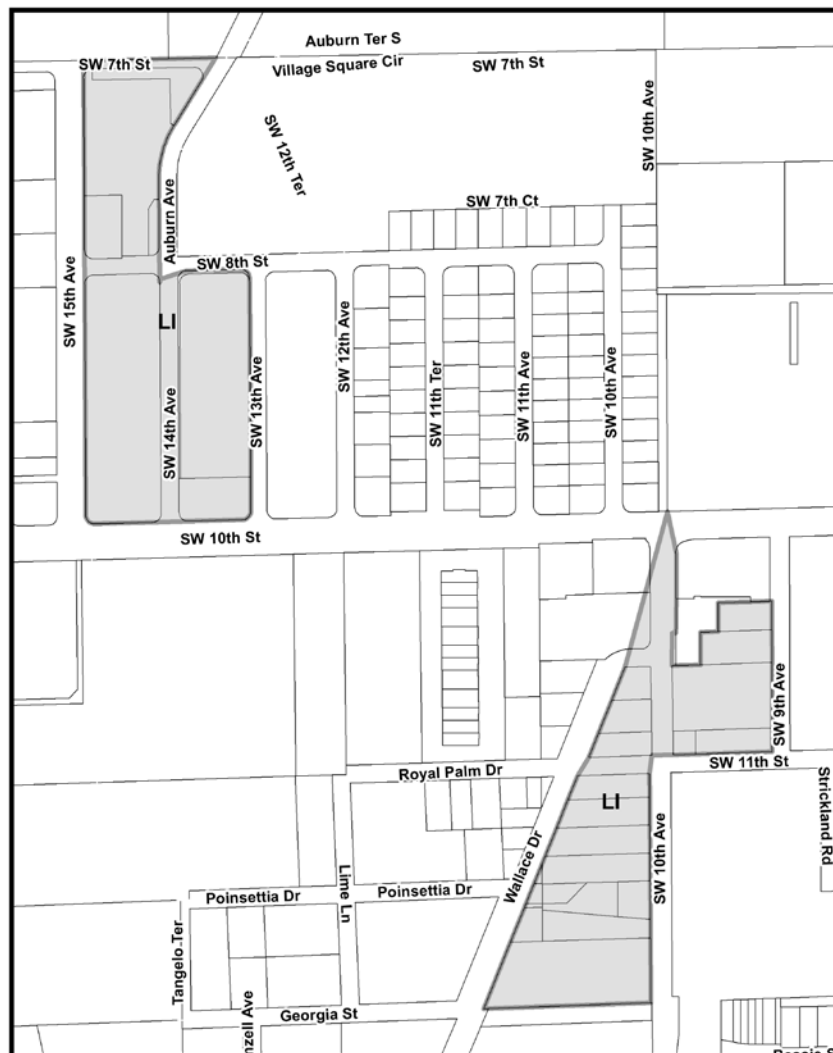 Auburn Ter S
SW 7th St
Village Square Cir
SW 7th St
SW 12th Ter
SW 10th Ave
SW 7th Ct
Auburn Ave
SW 8th St
SW 15th Ave
LI
SW 14th Ave
SW 13th Ave
SW 12th Ave
SW 11th Ter
SW 11th Ave
SW 10th Ave
SW 10th St
SW 9th Ave
SW 11th St
Royal Palm Dr
LI
Strickland Rd
Wallace Dr
SW 10th Ave
Lime Ln
Poinsettia Dr
Poinsettia Dr
Tangelo Ter
Georgia St
nzell Ave